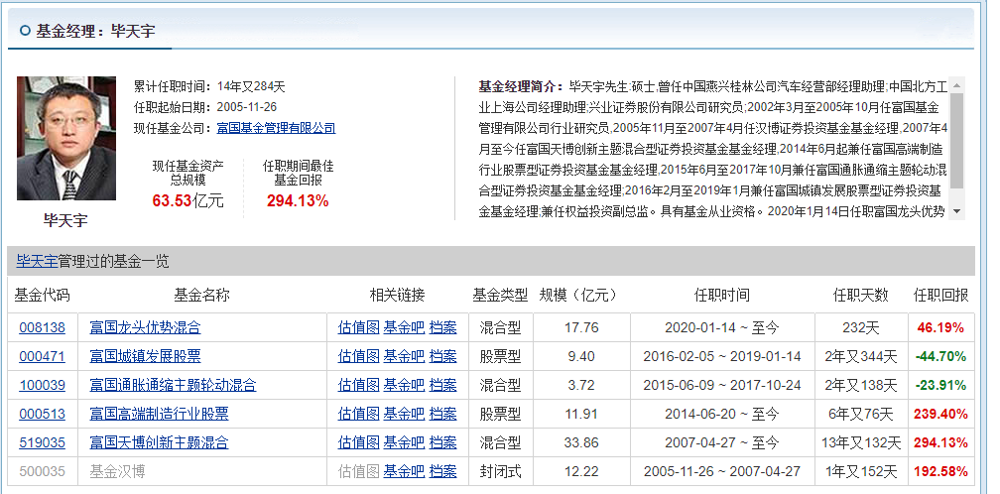 基金经理：毕天宇
累计任职时间：14年又284天
任职起始日期：2005-11-26
现任基金公司：富国基金管理有限公司
现任基金资产
总规模
63.53亿元
任职期间最佳
基金回报
294.13%
毕天宇
基金经理简介：毕天宇先生:硕士,曾任中国燕兴桂林公司汽车经营部经理助理;中国北方工
业上海公司经理助理;兴业证券股份有限公司研究员;2002年3月至2005年10月任富国基金
管理有限公司行业研究员,2005年11月至2007年4月任汉博证券投资基金基金经理,2007年4
月至今任富国天博创新主题混合型证券投资基金基金经理,2014年6月起兼任富国高端制造
行业股票型证券投资基金基金经理,2015年6月至2017年10月兼任富国通胀通缩主题轮动混
合型证券投资基金基金经理;2016年2月至2019年1月兼任富国城镇发展股票型证券投资基
金基金经理;兼任权益投资副总监。具有基金从业资格。2020年1月14日任职富国龙头优势
毕天宇管理过的基金一览
基金代码 基金名称 相关链接 基金类型 规模（亿元） 任职时间 任职天数 任职回报
008138 富国龙头优势混合 估值图 基金吧 档案 混合型 17.76 2020-01-14 ~ 至今 232天 46.19%
000471 富国城镇发展股票 估值图 基金吧 档案 股票型 9.40 2016-02-05 ~ 2019-01-14 2年又344天 -44.70%
100039 富国通胀通缩主题轮动混合 估值图 基金吧 档案 混合型 3.72 2015-06-09 ~ 2017-10-24 2年又138天 -23.91%
000513 富国高端制造行业股票 估值图 基金吧 档案 股票型 11.91 2014-06-20 ~ 至今 6年又76天 239.40%
519035 富国天博创新主题混合 估值图 基金吧 档案 混合型 33.86 2007-04-27 ~ 至今 13年又132天 294.13%
500035 基金汉博 估值图 基金吧 档案 封闭式 12.22 2005-11-26 ~ 2007-04-27 1年又152天 192.58%